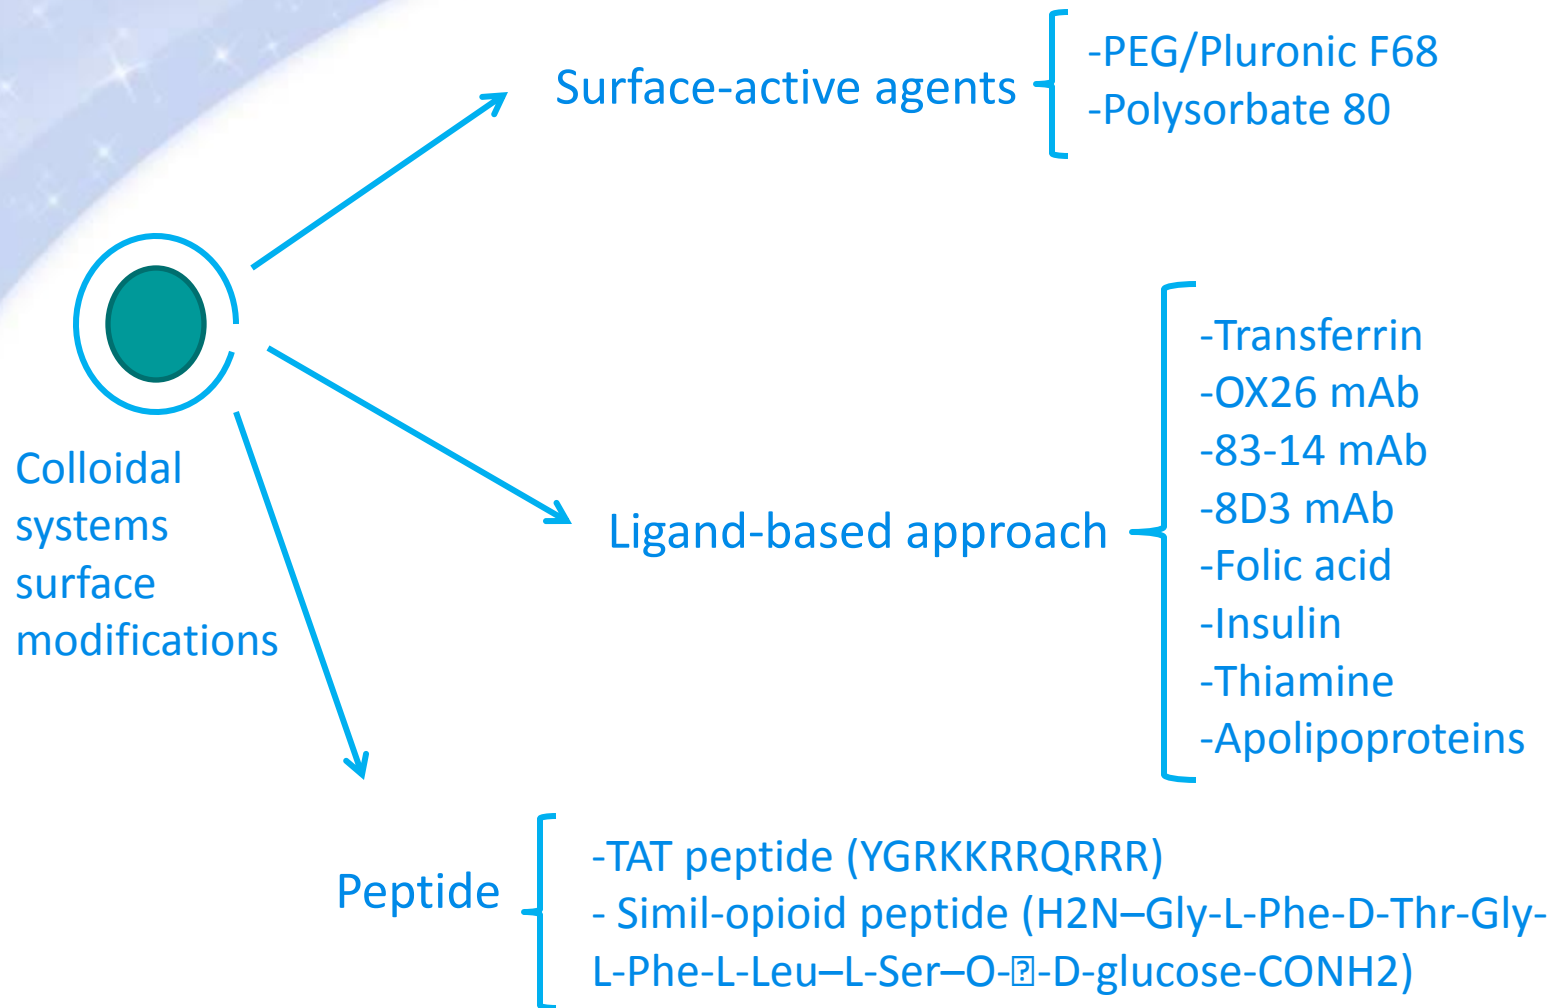 Surface-active agents
-PEG/Pluronic F68
-Polysorbate 80
Colloidal
systems
surface
modifications
Ligand-based approach
-Transferrin
-OX26 mAb
-83-14 mAb
-8D3 mAb
-Folic acid
-Insulin
-Thiamine
-Apolipoproteins
Peptide
-TAT peptide (YGRKKRRQRRR)
- Simil-opioid peptide (H2N–Gly-L-Phe-D-Thr-Gly-
L-Phe-L-Leu–L-Ser–O-⍰-D-glucose-CONH2)